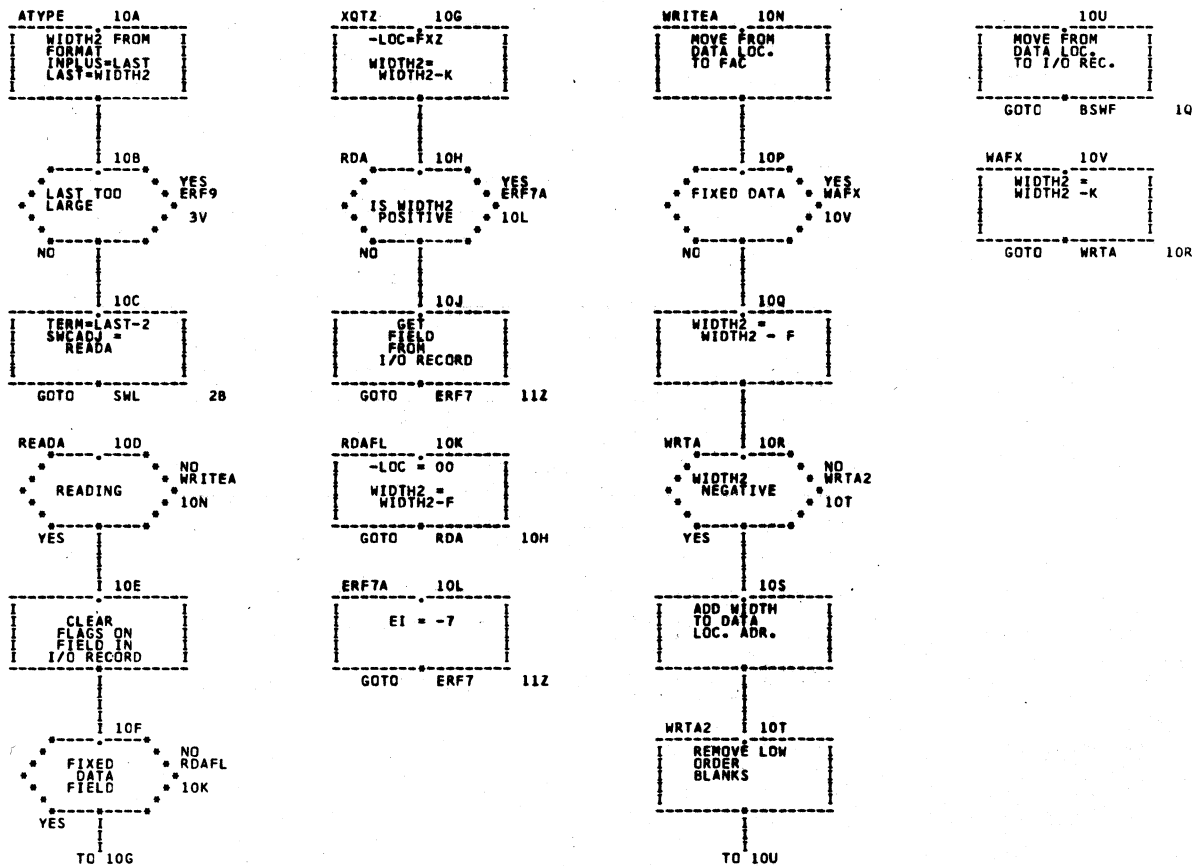 ATYPE 10A
WIDTH2 FROM
FORMAT
INPLUS=LAST
LAST=WIDTH2
10B
LAST TOO
LARGE
YES
ERF9
3V
NO
10C
TERM=LAST-2
SWCADJ =
READA
GOTO SWL 2B
READA 10D
READING
NO
WRITEA
10N
YES
10E
CLEAR
FLAGS ON
FIELD IN
I/O RECORD
10F
FIXED
DATA
FIELD
NO
RDAFL
10K
YES
TO 10G
XQTZ 10G
-LOC=FXZ
WIDTH2=
WIDTH2-K
RDA 10H
IS WIDTH2
POSITIVE
YES
ERF7A
10L
NO
10J
GET
FIELD
FROM
I/O RECORD
GOTO ERF7 11Z
RDAFL 10K
-LOC = 00
WIDTH2 =
WIDTH2-F
GOTO RDA 10H
ERF7A 10L
EI = -7
GOTO ERF7 11Z
WRITEA 10N
MOVE FROM
DATA LOC.
TO FAC
10P
FIXED DATA
YES
WAFX
10V
NO
10Q
WIDTH2 =
WIDTH2 - F
WRTA 10R
WIDTH2
NEGATIVE
NO
WRTA2
10T
YES
10S
ADD WIDTH
TO DATA
LOC. ADR.
WRTA2 10T
REMOVE LOW
ORDER
BLANKS
TO 10U
10U
MOVE FROM
DATA LOC.
TO I/O REC.
GOTO BSWF 1Q
WAFX 10V
WIDTH2 =
WIDTH2 -K
GOTO WRTA 10R